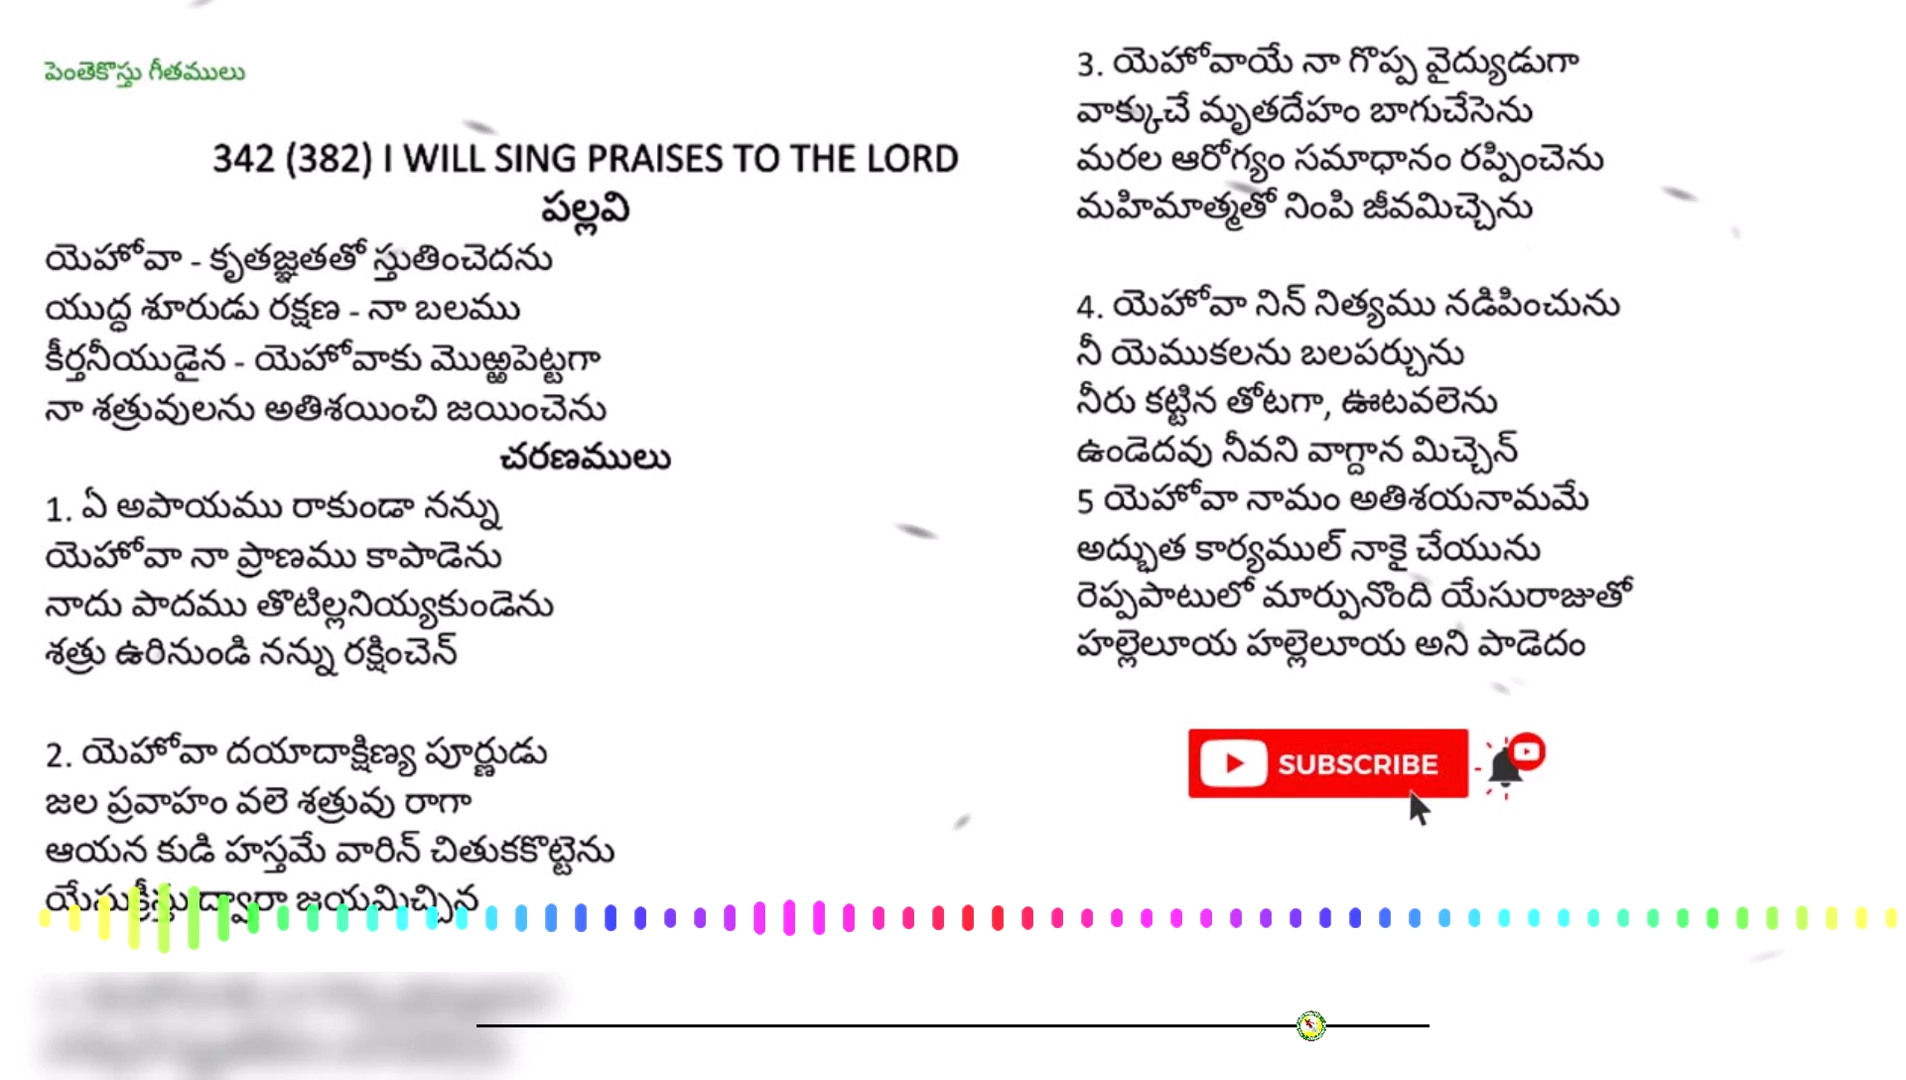 పెంతెకొస్తు గీతములు
342 (382) I WILL SING PRAISES TO THE LORD
పల్లవి
యెహోవా - కృతజ్ఞతతో స్తుతించెదను
యుద్ధ శూరుడు రక్షణ - నా బలము
కీర్తనీయుడైన - యెహోవాకు మొఱ్ఱపెట్టగా
నా శత్రువులను అతిశయించి జయించెను
చరణములు
1. ఏ అపాయము రాకుండా నన్ను
యెహోవా నా ప్రాణము కాపాడెను
నాదు పాదము తొటిల్లనియ్యకుండెను
శత్రు ఉరినుండి నన్ను రక్షించెన్
2. యెహోవా దయాదాక్షిణ్య పూర్ణుడు
జల ప్రవాహం వలె శత్రువు రాగా
ఆయన కుడి హస్తమే వారిన్ చితుకకొట్టెను
యేసుక్రీస్తు ద్వారా జయమిచ్చిన
3. యెహోవాయే నా గొప్ప వైద్యుడుగా
వాక్కుచే మృతదేహం బాగుచేసెను
మరల ఆరోగ్యం సమాధానం రప్పించెను
మహిమాత్మతో నింపి జీవమిచ్చెను
4. యెహోవా నిన్ నిత్యము నడిపించును
నీ యెముకలను బలపర్చును
నీరు కట్టిన తోటగా, ఊటవలెను
ఉండెదవు నీవని వాగ్దాన మిచ్చెన్
5 యెహోవా నామం అతిశయనామమే
అద్భుత కార్యముల్ నాకై చేయును
రెప్పపాటులో మార్పునొంది యేసురాజుతో
హల్లెలూయ హల్లెలూయ అని పాడెదం
SUBSCRIBE